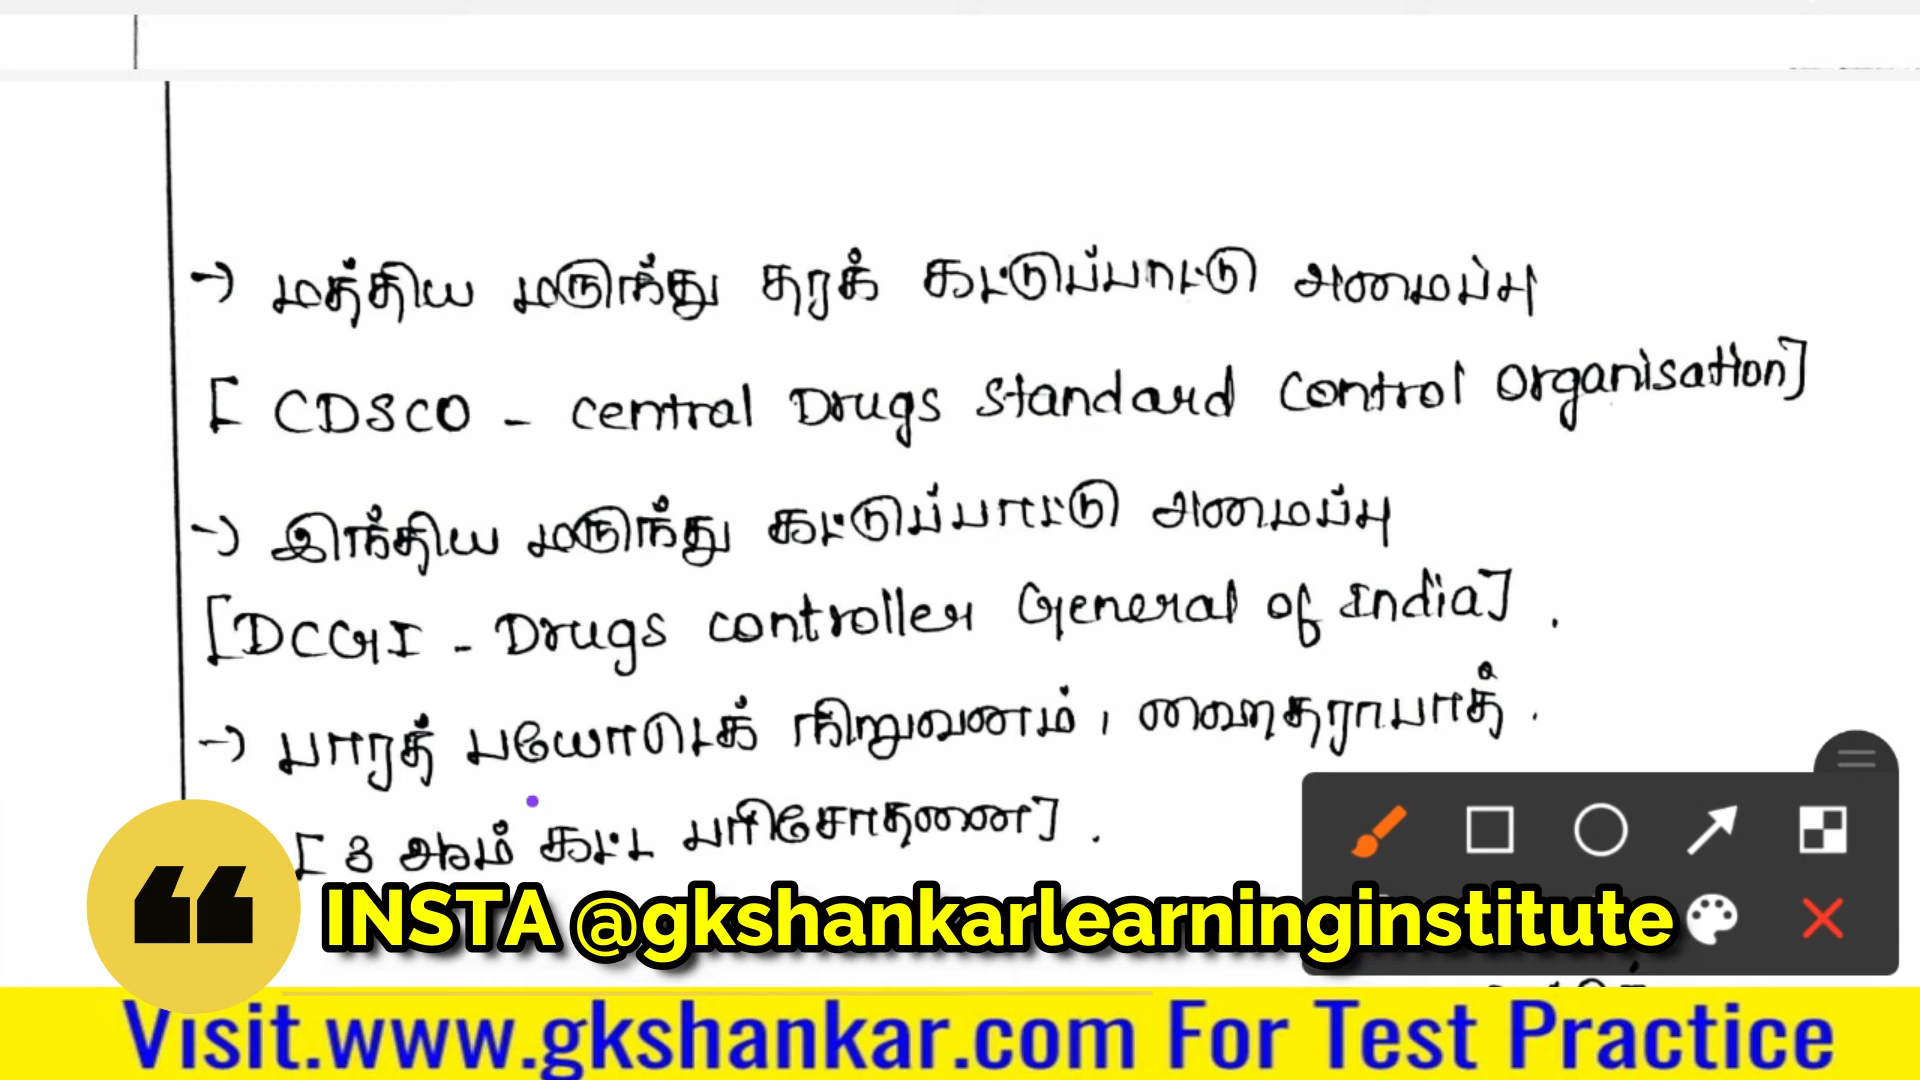 → மத்திய மருந்து தரக் கட்டுப்பாட்டு அமைப்பு
[ CDSCO - Central Drugs Standard Control Organisation]
→ இந்திய மருந்து கட்டுப்பாட்டு அமைப்பு
[DCGI - Drugs controller General of India] .
→ பாரத் பயோடெக் நிறுவனம் , ஹைதராபாத் .
[ 3 ஆம் கட்ட பரிசோதனை] .
INSTA @gkshankarlearninginstitute
Visit.www.gkshankar.com For Test Practice